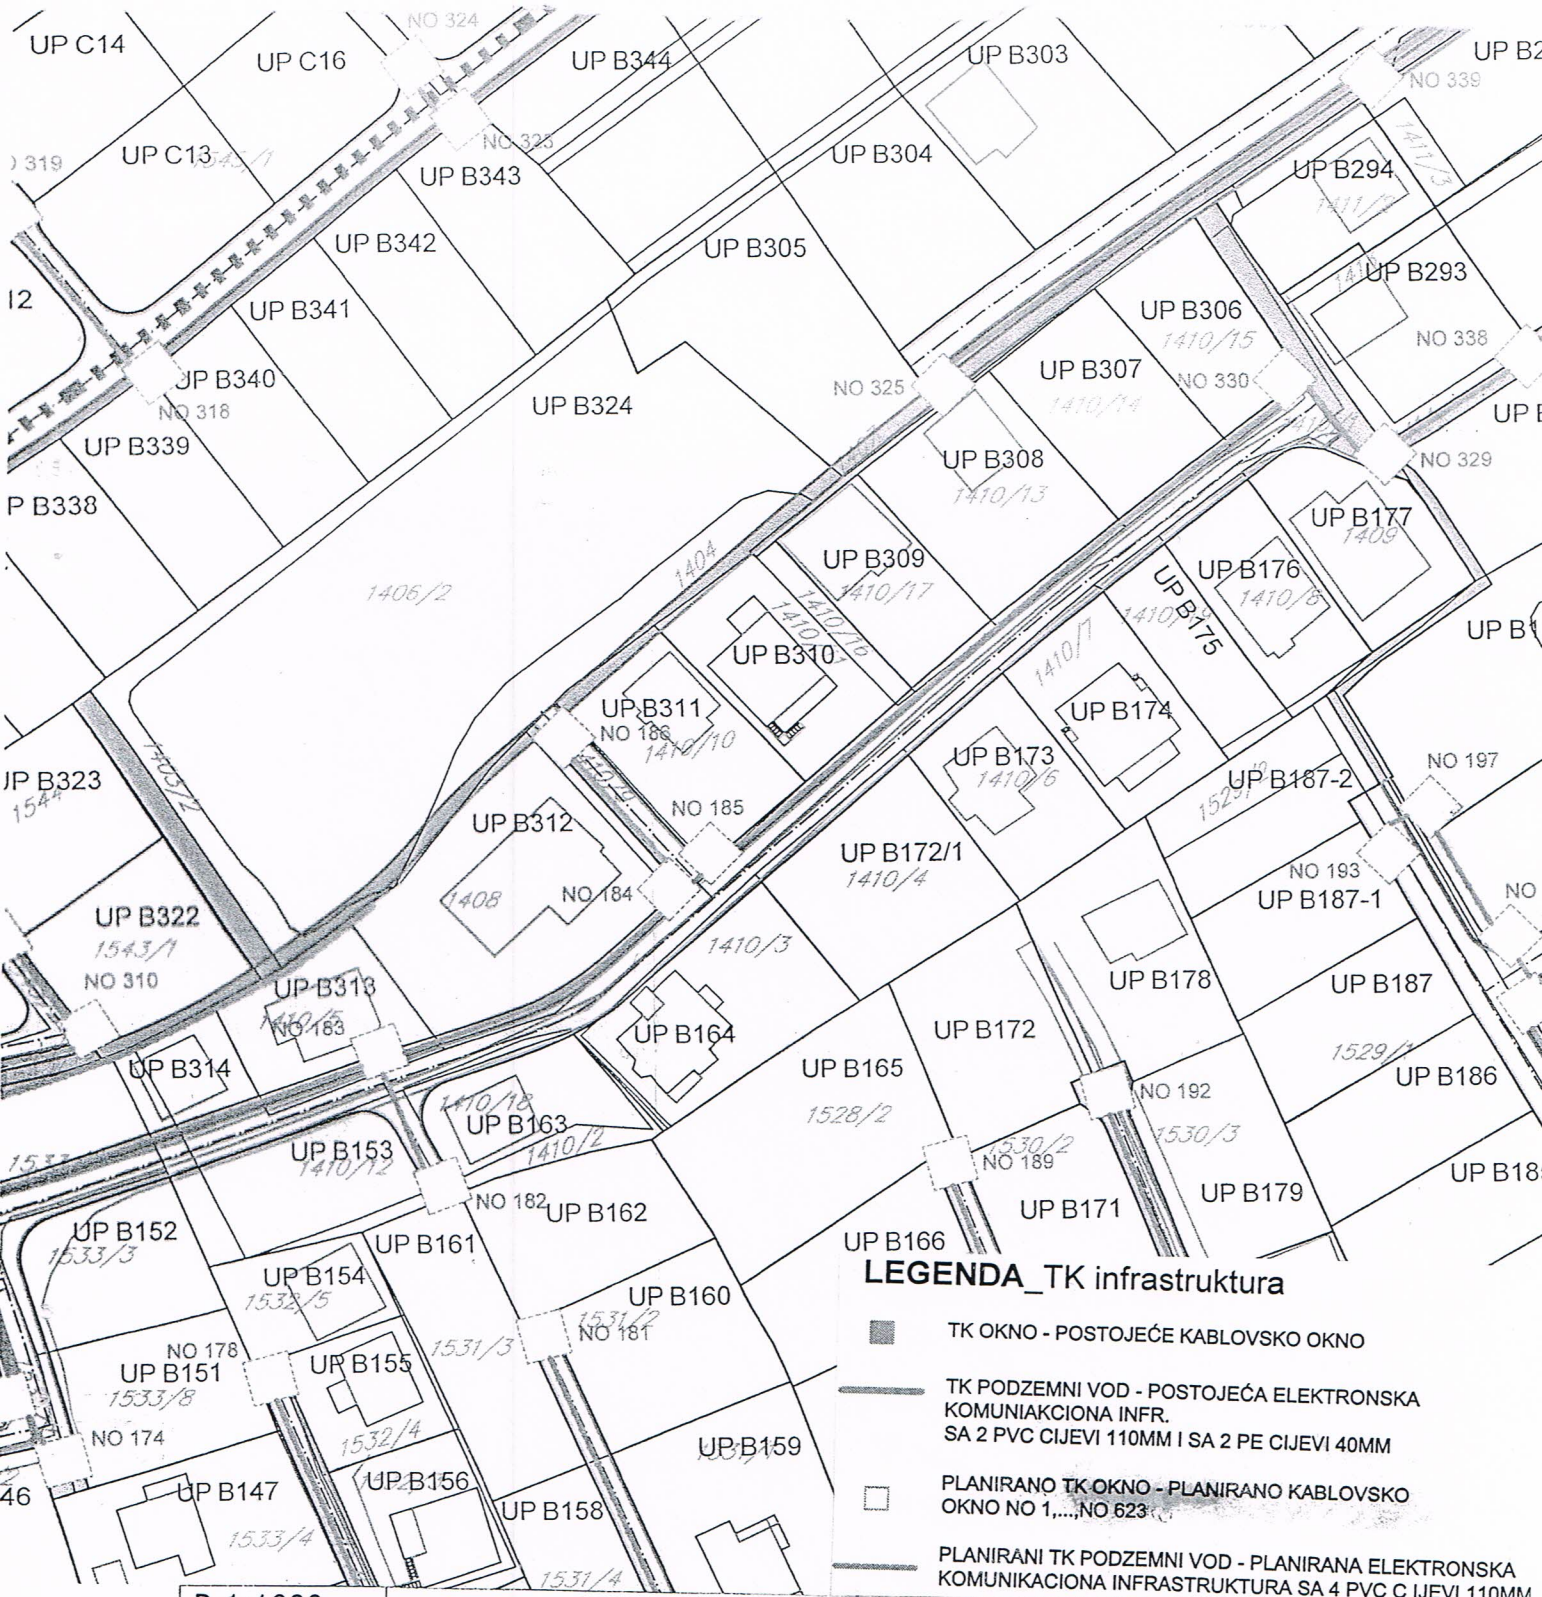 NO 324
UP C14
UP C16
UP B344
UP B303
NO 339
NO 323
UP C13
UP B343
UP B304
UP B294
1411/3
UP B342
UP B305
UP B293
UP B341
UP B306
1410/15
NO 338
UP B340
NO 318
UP B324
NO 325
UP B307
1410/14
NO 330
UP B339
UP B308
1410/13
NO 329
UP B177
1409
1406/2
1404
UP B309
1410/17
1410/16
UP B176
1410/8
UP B175
1410/7
UP B310
UP B311
NO 186
1410/10
UP B174
UP B173
1410/6
NO 197
UP B187-2
1403/2
UP B312
1408
NO 185
NO 184
UP B172/1
1410/4
NO 193
UP B187-1
UP B322
1543/1
NO 310
1410/3
UP B313
NO 183
UP B164
UP B172
UP B178
UP B187
UP B314
UP B165
1528/2
1529/1
UP B186
NO 192
1530/3
1410/18
UP B163
1410/2
UP B153
1410/12
1530/2
NO 189
NO 182
UP B162
UP B171
UP B179
UP B152
1533/3
UP B161
UP B166
UP B154
1532/5
UP B160
1531/2
NO 181
NO 178
UP B151
1533/8
UP B155
1531/3
1532/4
NO 174
UP B159
UP B147
UP B156
UP B158
1533/4
1531/4
LEGENDA_TK infrastruktura
TK OKNO - POSTOJEĆE KABLOVSKO OKNO
TK PODZEMNI VOD - POSTOJEĆA ELEKTRONSKA
KOMUNIAKCIONA INFR.
SA 2 PVC CIJEVI 110MM I SA 2 PE CIJEVI 40MM
PLANIRANO TK OKNO - PLANIRANO KABLOVSKO
OKNO NO 1,...,NO 623
PLANIRANI TK PODZEMNI VOD - PLANIRANA ELEKTRONSKA
KOMUNIKACIONA INFRASTRUKTURA SA 4 PVC CIJEVI 110MM